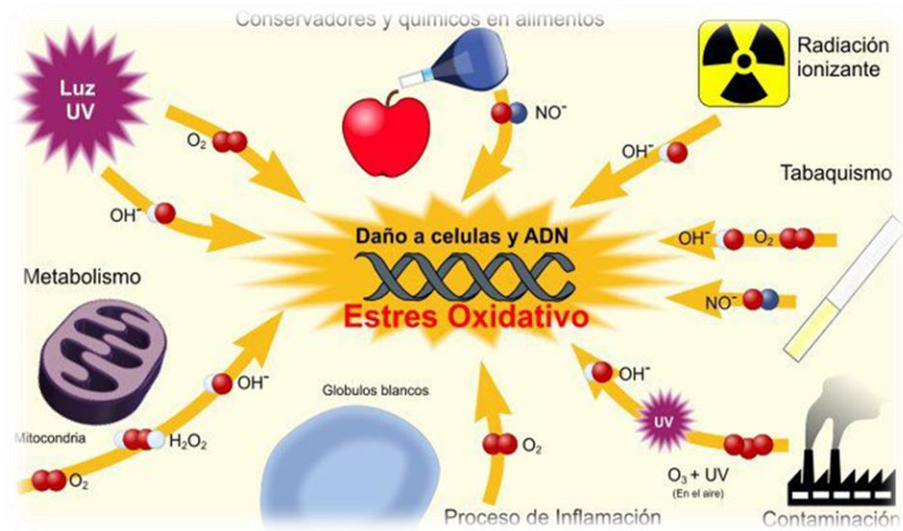 Conservadores y químicos en alimentos
Luz
UV
O₂
OH⁻
NO⁻
Radiación
ionizante
OH⁻
Tabaquismo
OH⁻ O₂
NO⁻
Daño a celulas y ADN
Estres Oxidativo
Metabolismo
Mitocondria
O₂
H₂O₂
OH⁻
Globulos blancos
O₂
Proceso de Inflamación
OH⁻
UV
O₃ + UV
(En el aire)
Contaminación